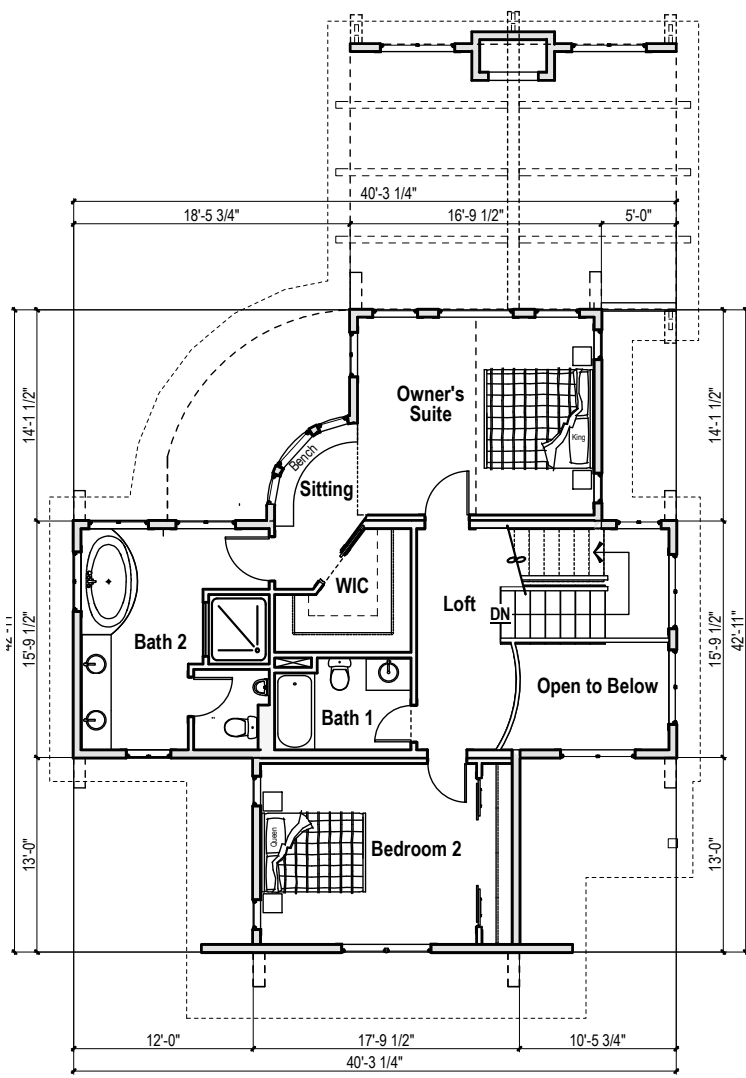 40'-3 1/4"
18'-5 3/4"
16'-9 1/2"
5'-0"
14'-1 1/2"
14'-1 1/2"
Owner's
Suite
King
Bench
Sitting
WIC
Loft
DN
42'-11"
15'-9 1/2"
15'-9 1/2"
42'-11"
Bath 2
Open to Below
Bath 1
13'-0"
13'-0"
Queen
Bedroom 2
12'-0"
17'-9 1/2"
10'-5 3/4"
40'-3 1/4"